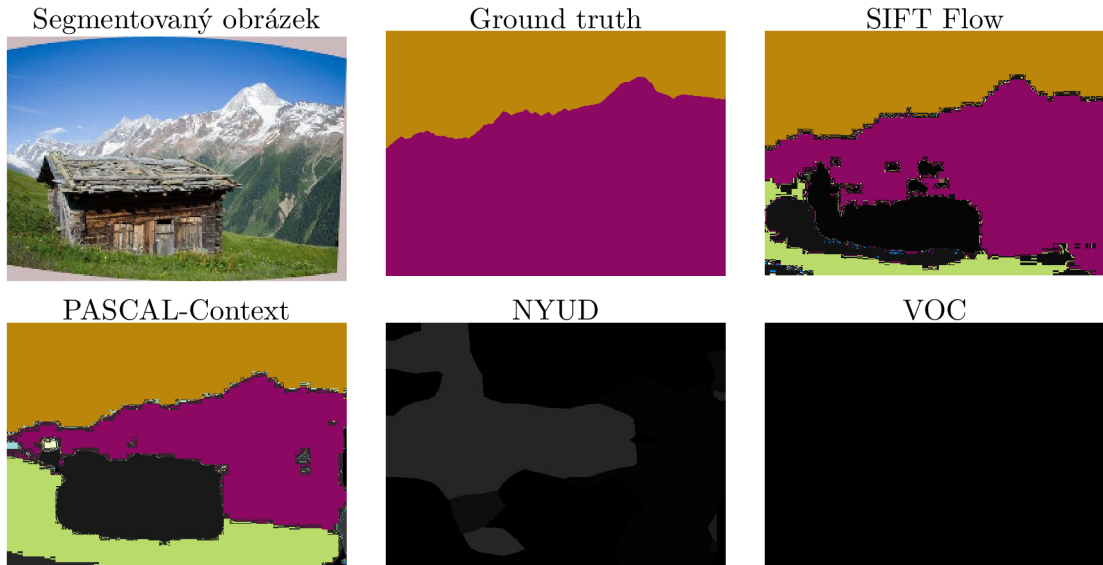 Segmentovaný obrázek
Ground truth
SIFT Flow
PASCAL-Context
NYUD
VOC